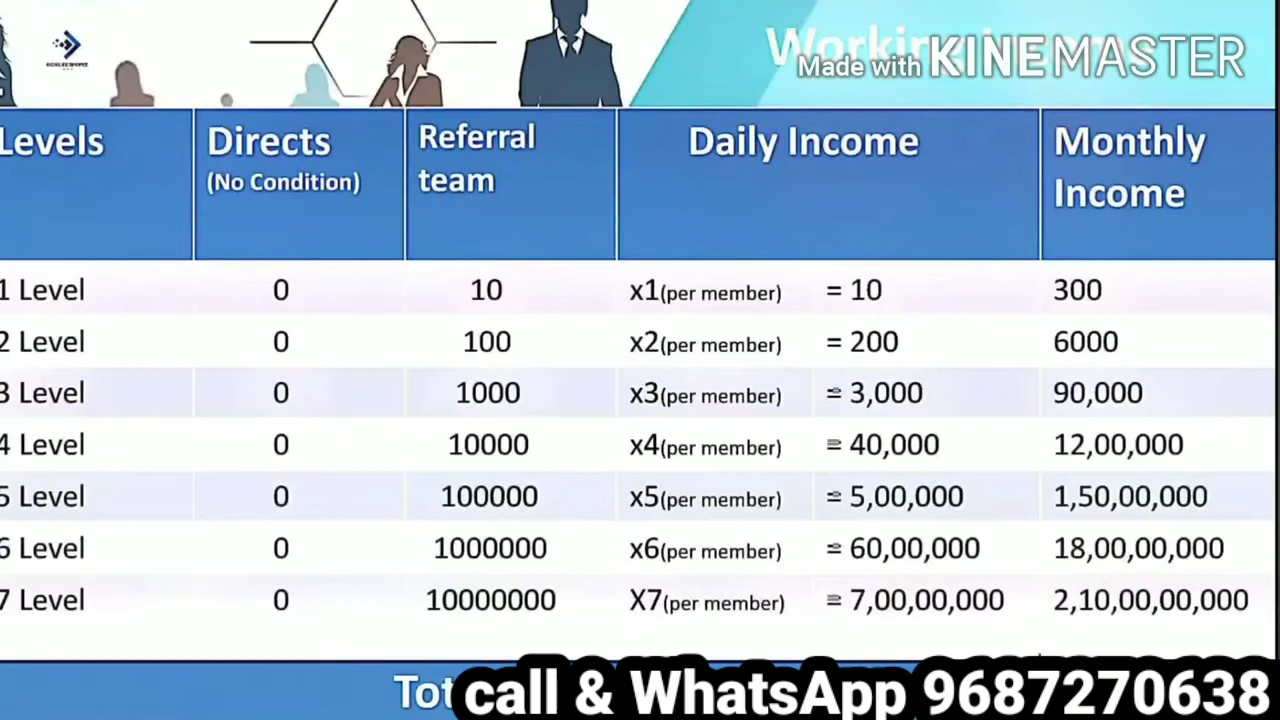 Made with KINEMASTER
Levels Directs (No Condition) Referral team Daily Income Monthly Income
1 Level 0 10 x1(per member) = 10 300
2 Level 0 100 x2(per member) = 200 6000
3 Level 0 1000 x3(per member) = 3,000 90,000
4 Level 0 10000 x4(per member) = 40,000 12,00,000
5 Level 0 100000 x5(per member) = 5,00,000 1,50,00,000
6 Level 0 1000000 x6(per member) = 60,00,000 18,00,00,000
7 Level 0 10000000 X7(per member) = 7,00,00,000 2,10,00,00,000
call & WhatsApp 9687270638